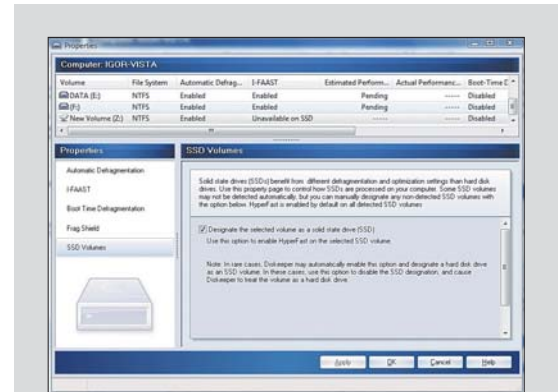 Properties
Computer: IGOR-VISTA
Volume File System Automatic Defrag... I-FAAST Estimated Perform... Actual Performanc... Boot-Time D
DATA (E:) NTFS Enabled Enabled Pending ----- Disabled
(F:) NTFS Enabled Enabled Pending ----- Disabled
New Volume (Z:) NTFS Enabled Unavailable on SSD ----- ----- Disabled
Properties
Automatic Defragmentation
I-FAAST
Boot Time Defragmentation
Frag Shield
SSD Volumes
SSD Volumes
Solid state drives (SSDs) benefit from different defragmentation and optimization settings than hard disk
drives. Use this property page to control how SSDs are processed on your computer. Some SSD volumes
may not be detected automatically, but you can manually designate any non-detected SSD volumes with
the option below. HyperFast is enabled by default on all detected SSD volumes
Designate the selected volume as a solid state drive (SSD)
Use this option to enable HyperFast on the selected SSD volume.
Note: In rare cases, Diskeeper may automatically enable this option and designate a hard disk drive
as an SSD volume. In these cases, use this option to disable the SSD designation, and cause
Diskeeper to treat the volume as a hard disk drive.
Apply OK Cancel Help